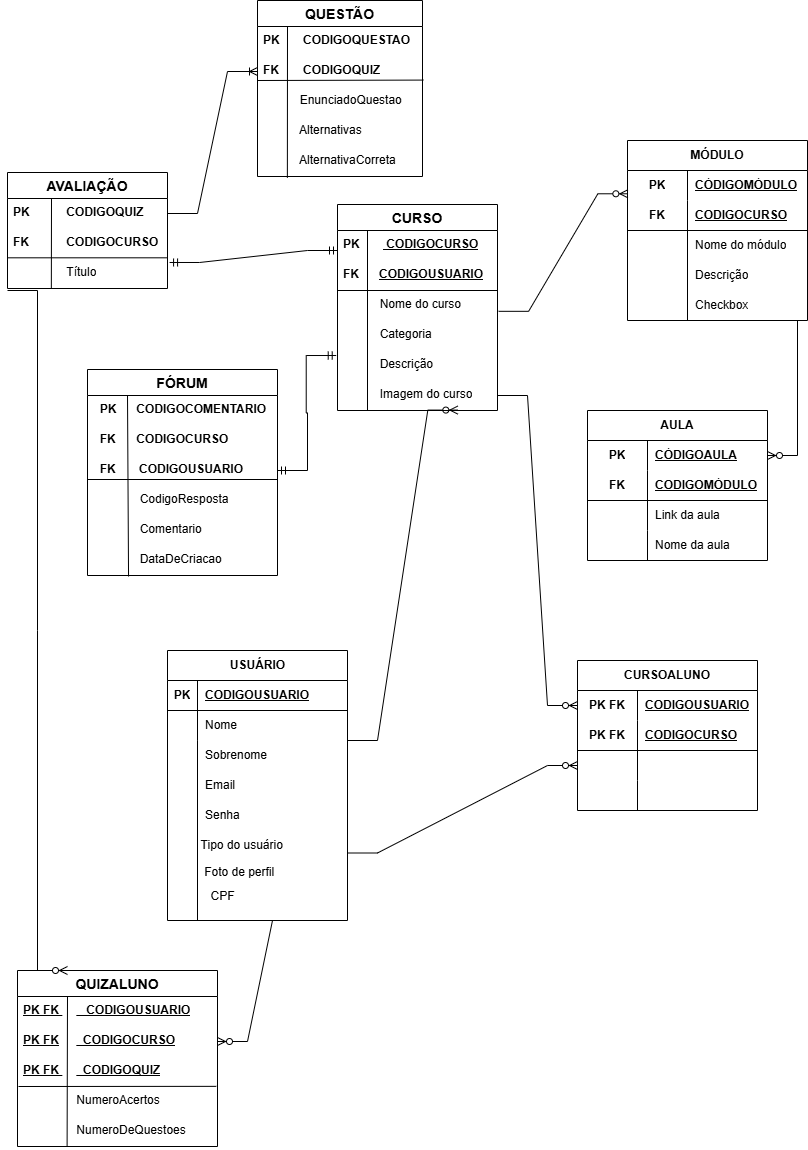 QUESTÃO
PK CODIGOQUESTAO
FK CODIGOQUIZ
EnunciadoQuestao
Alternativas
AlternativaCorreta
AVALIAÇÃO
PK CODIGOQUIZ
FK CODIGOCURSO
Título
CURSO
PK CODIGOCURSO
FK CODIGOUSUARIO
Nome do curso
Categoria
Descrição
Imagem do curso
MÓDULO
PK CÓDIGOMÓDULO
FK CODIGOCURSO
Nome do módulo
Descrição
Checkbox
FÓRUM
PK CODIGOCOMENTARIO
FK CODIGOCURSO
FK CODIGOUSUARIO
CodigoResposta
Comentario
DataDeCriacao
AULA
PK CÓDIGOAULA
FK CODIGOMÓDULO
Link da aula
Nome da aula
USUÁRIO
PK CODIGOUSUARIO
Nome
Sobrenome
Email
Senha
Tipo do usuário
Foto de perfil
CPF
CURSOALUNO
PK FK CODIGOUSUARIO
PK FK CODIGOCURSO
QUIZALUNO
PK FK CODIGOUSUARIO
PK FK CODIGOCURSO
PK FK CODIGOQUIZ
NumeroAcertos
NumeroDeQuestoes